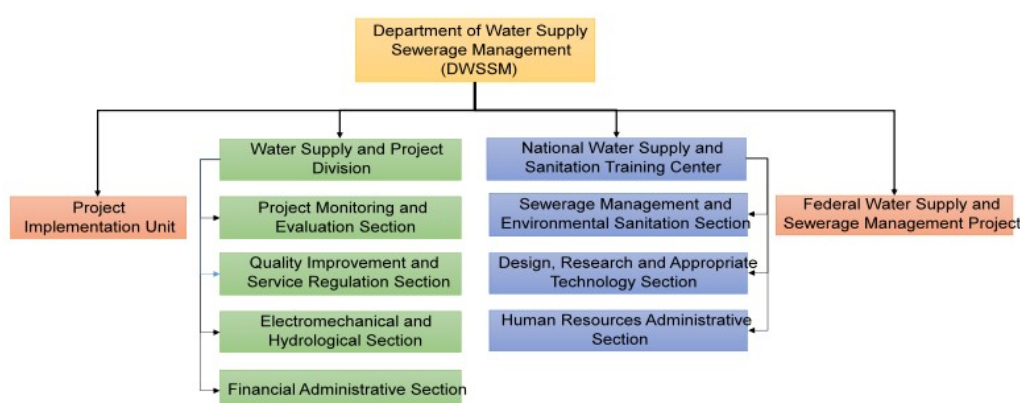 Department of Water Supply
Sewerage Management
(DWSSM)
Water Supply and Project
Division
National Water Supply and
Sanitation Training Center
Project
Implementation Unit
Project Monitoring and
Evaluation Section
Sewerage Management and
Environmental Sanitation Section
Federal Water Supply and
Sewerage Management Project
Quality Improvement and
Service Regulation Section
Design, Research and Appropriate
Technology Section
Electromechanical and
Hydrological Section
Human Resources Administrative
Section
Financial Administrative Section